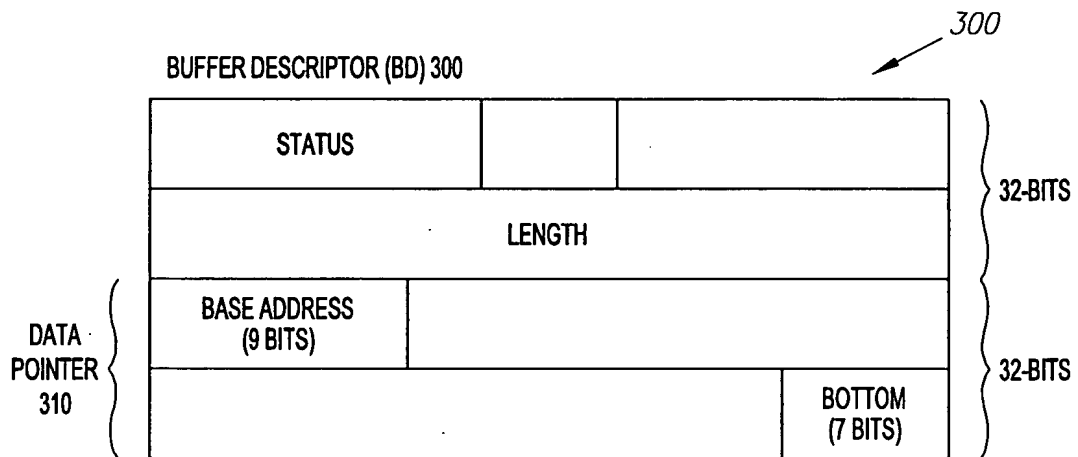 300
BUFFER DESCRIPTOR (BD) 300
STATUS
32-BITS
LENGTH
DATA
POINTER
310
BASE ADDRESS
(9 BITS)
32-BITS
BOTTOM
(7 BITS)